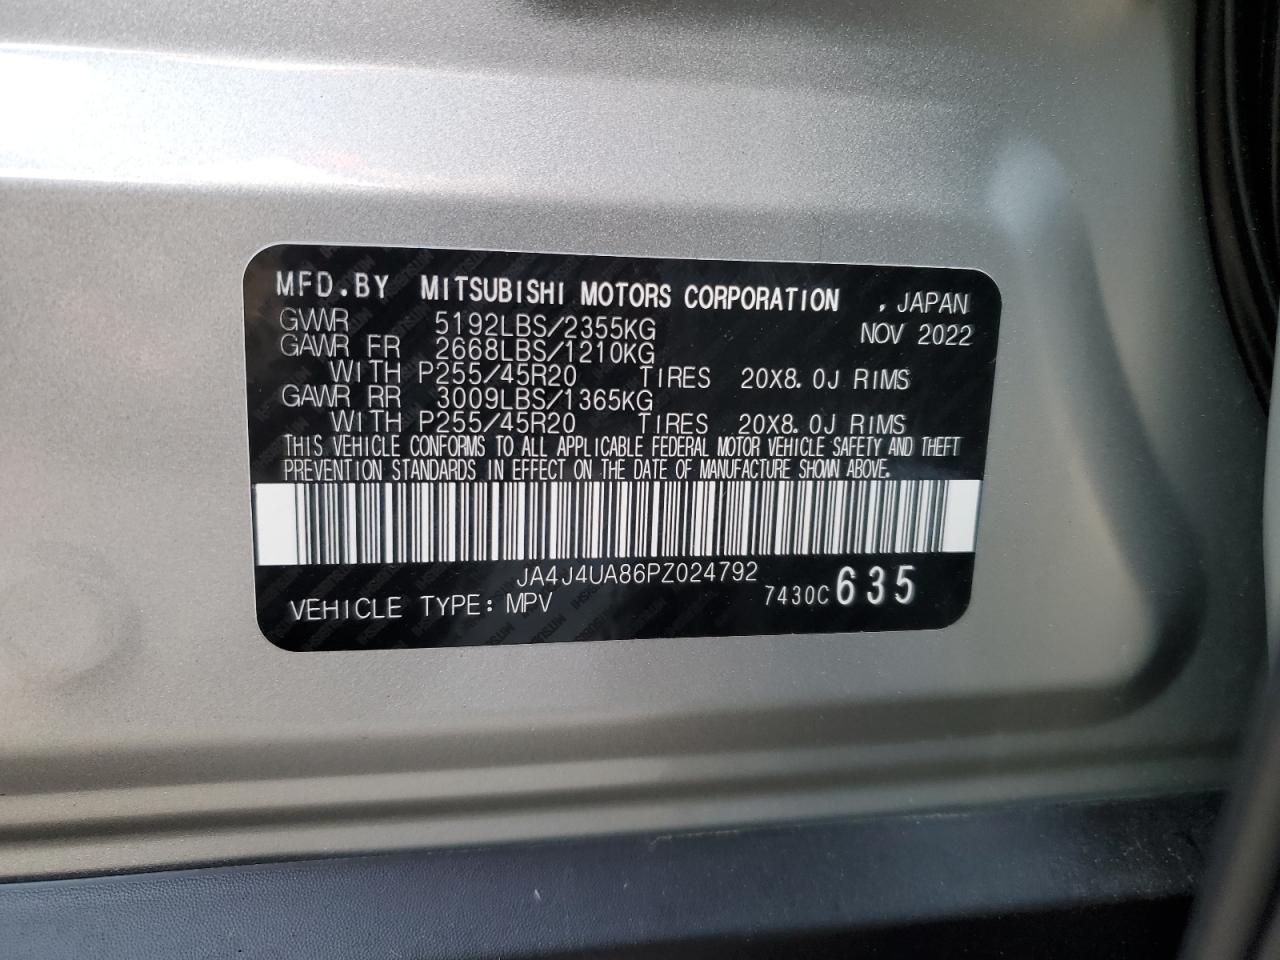 MFD.BY MITSUBISHI MOTORS CORPORATION , JAPAN
GVWR 5192LBS/2355KG NOV 2022
GAWR FR 2668LBS/1210KG
WITH P255/45R20 TIRES 20X8.0J RIMS
GAWR RR 3009LBS/1365KG
WITH P255/45R20 TIRES 20X8.0J RIMS
THIS VEHICLE CONFORMS TO ALL APPLICABLE FEDERAL MOTOR VEHICLE SAFETY AND THEFT
PREVENTION STANDARDS IN EFFECT ON THE DATE OF MANUFACTURE SHOWN ABOVE.
JA4J4UA86PZ024792
VEHICLE TYPE: MPV 7430C 635